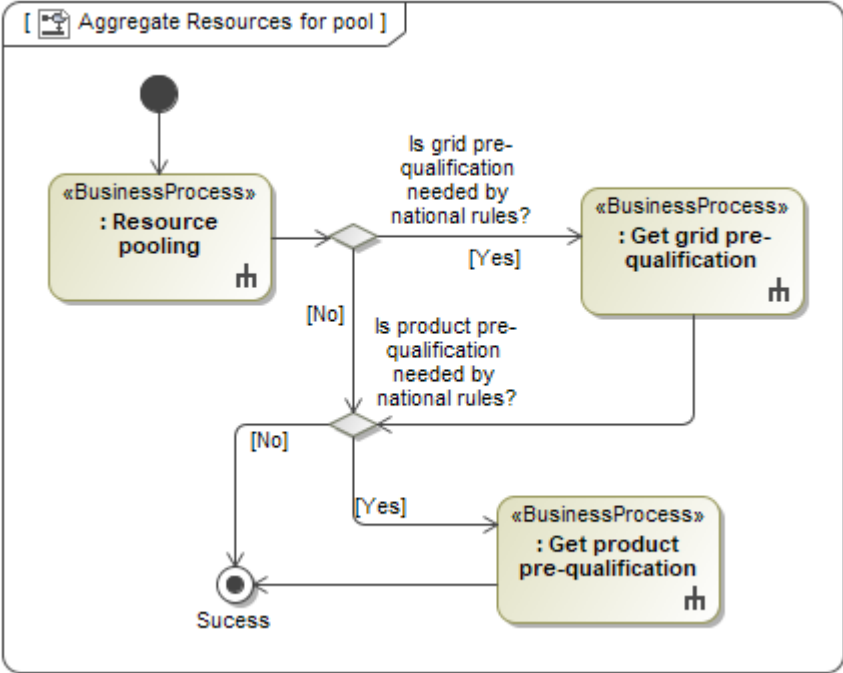 [ Aggregate Resources for pool ]
Is grid pre-
qualification
needed by
national rules?
«BusinessProcess»
: Resource
pooling
[Yes]
«BusinessProcess»
: Get grid pre-
qualification
[No]
Is product pre-
qualification
needed by
national rules?
[No]
[Yes]
«BusinessProcess»
: Get product
pre-qualification
Sucess